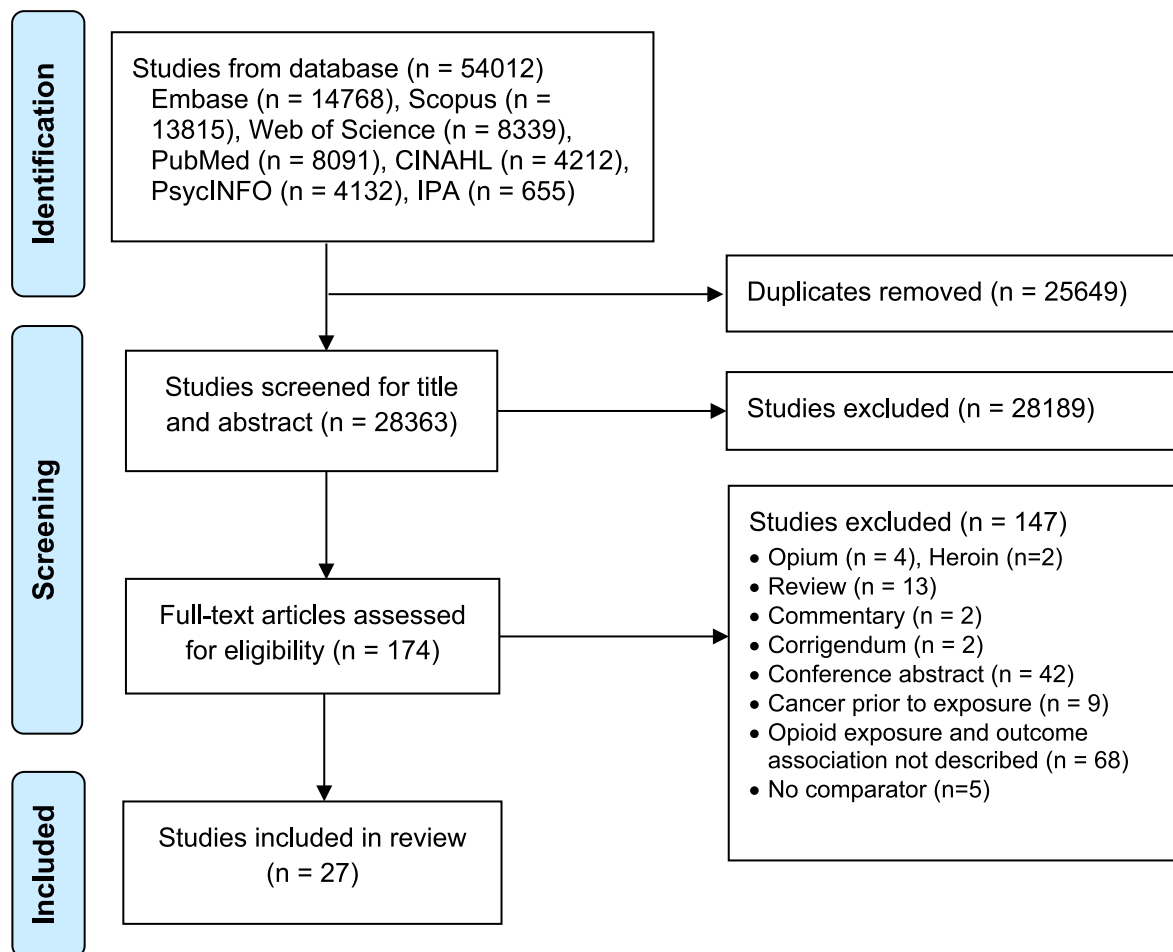 Identification
Studies from database (n = 54012)
Embase (n = 14768), Scopus (n =
13815), Web of Science (n = 8339),
PubMed (n = 8091), CINAHL (n = 4212),
PsycINFO (n = 4132), IPA (n = 655)
Duplicates removed (n = 25649)
Screening
Studies screened for title
and abstract (n = 28363)
Studies excluded (n = 28189)
Full-text articles assessed
for eligibility (n = 174)
Studies excluded (n = 147)
• Opium (n = 4), Heroin (n=2)
• Review (n = 13)
• Commentary (n = 2)
• Corrigendum (n = 2)
• Conference abstract (n = 42)
• Cancer prior to exposure (n = 9)
• Opioid exposure and outcome
association not described (n = 68)
• No comparator (n=5)
Included
Studies included in review
(n = 27)